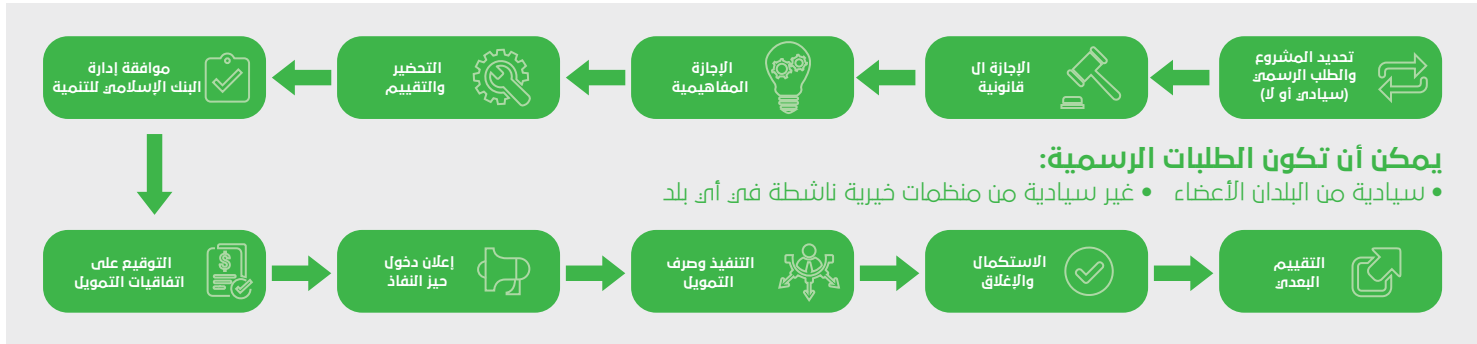 تحديد المشروع
والطلب الرسمي
(سيادي أو لا)
الإجازة ال
قانونية
الإجازة
المفاهيمية
التحضير
والتقييم
موافقة إدارة
البنك الإسلامي للتنمية
يمكن أن تكون الطلبات الرسمية:
• سيادية من البلدان الأعضاء • غير سيادية من منظمات خيرية ناشطة في أي بلد
التوقيع على
اتفاقيات التمويل
إعلان دخول
حيز النفاذ
التنفيذ وصرف
التمويل
الاستكمال
والإغلاق
التقييم
البعدي